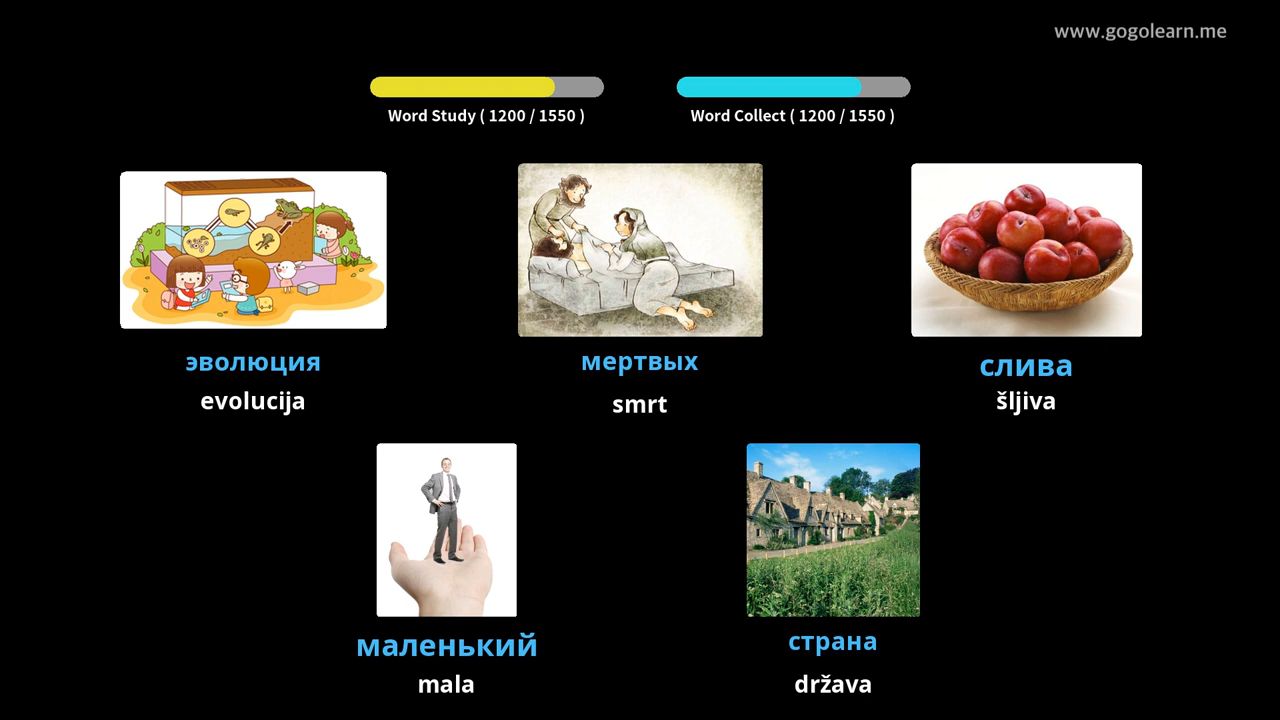 www.gogolearn.me
Word Study ( 1200 / 1550 )
Word Collect ( 1200 / 1550 )
эволюция
evolucija
мертвых
smrt
слива
šljiva
маленький
mala
страна
država